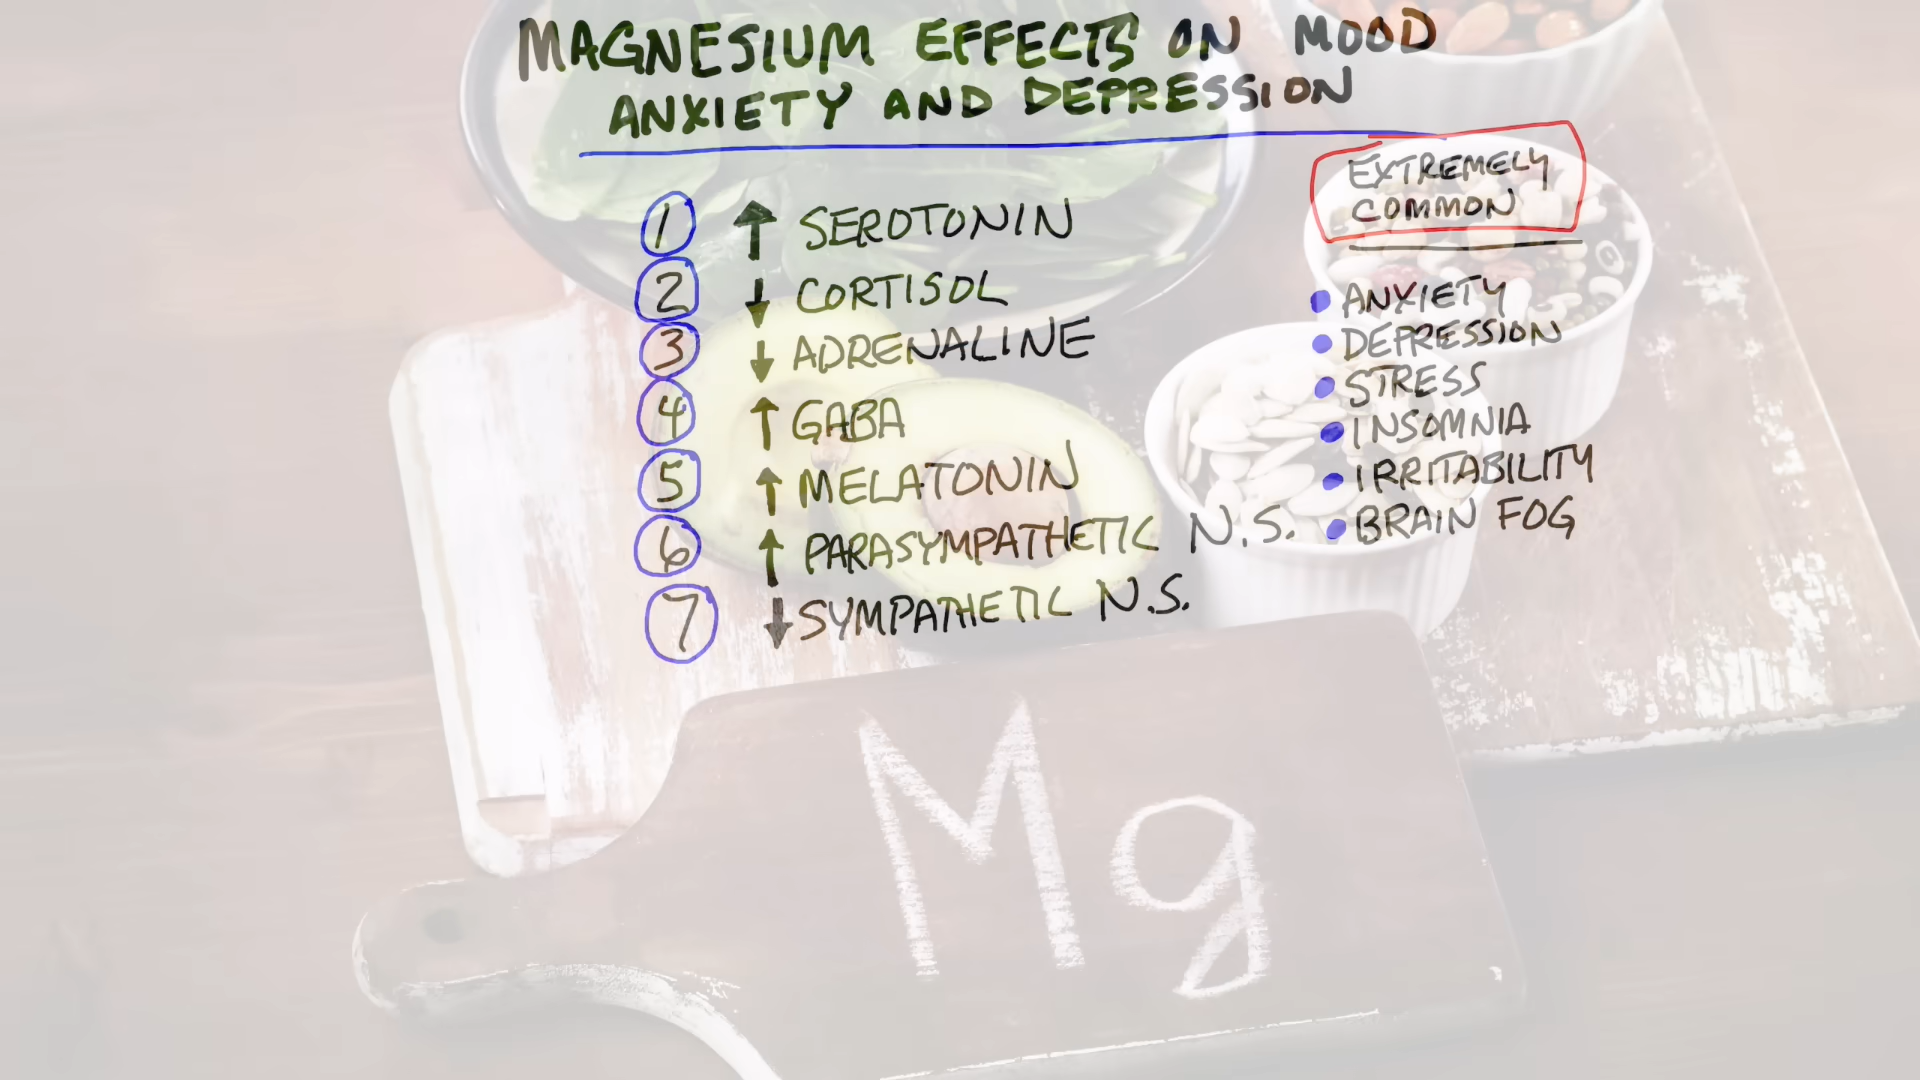 MAGNESIUM EFFECTS ON MOOD
ANXIETY AND DEPRESSION
EXTREMELY
COMMON
1 ↑ SEROTONIN
2 ↓ CORTISOL
3 ↓ ADRENALINE
4 ↑ GABA
5 ↑ MELATONIN
6 ↑ PARASYMPATHETIC N.S.
7 ↓ SYMPATHETIC N.S.
• ANXIETY
• DEPRESSION
• STRESS
• INSOMNIA
• IRRITABILITY
• BRAIN FOG
Mg